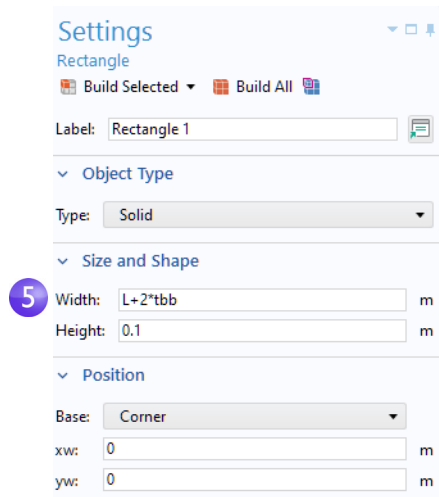 Settings
Rectangle
Build Selected Build All
Label: Rectangle 1
Object Type
Type: Solid
Size and Shape
5 Width: L+2*tbb m
Height: 0.1 m
Position
Base: Corner
xw: 0 m
yw: 0 m